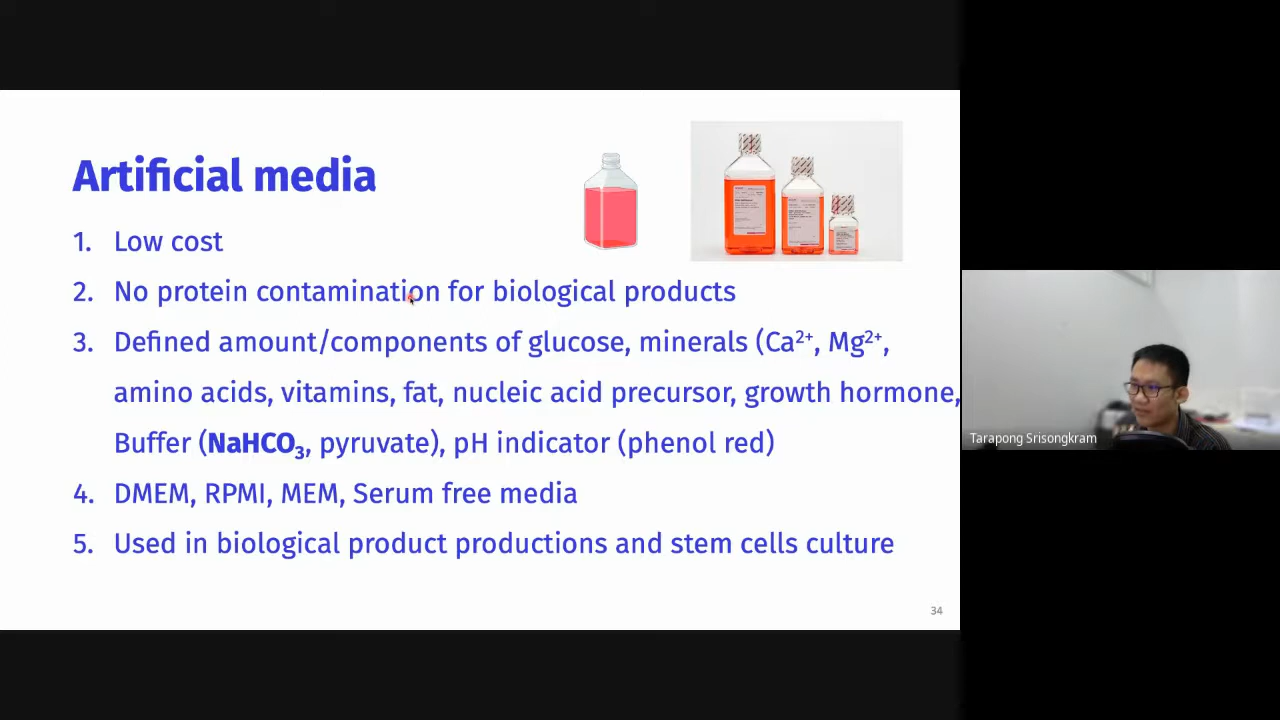 Artificial media
1. Low cost
2. No protein contamination for biological products
3. Defined amount/components of glucose, minerals (Ca²⁺, Mg²⁺,
amino acids, vitamins, fat, nucleic acid precursor, growth hormone,
Buffer (NaHCO₃, pyruvate), pH indicator (phenol red)
4. DMEM, RPMI, MEM, Serum free media
5. Used in biological product productions and stem cells culture
34
Tarapong Srisongkram